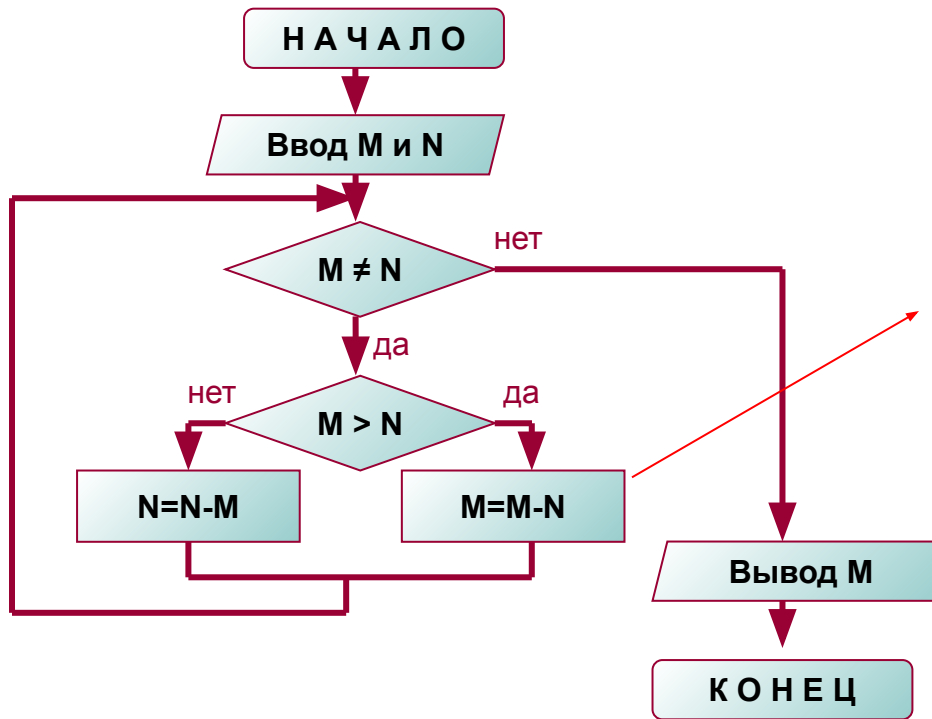 Н А Ч А Л О
Ввод M и N
M ≠ N
нет
да
M > N
нет
да
N=N-M
M=M-N
Вывод M
К О Н Е Ц